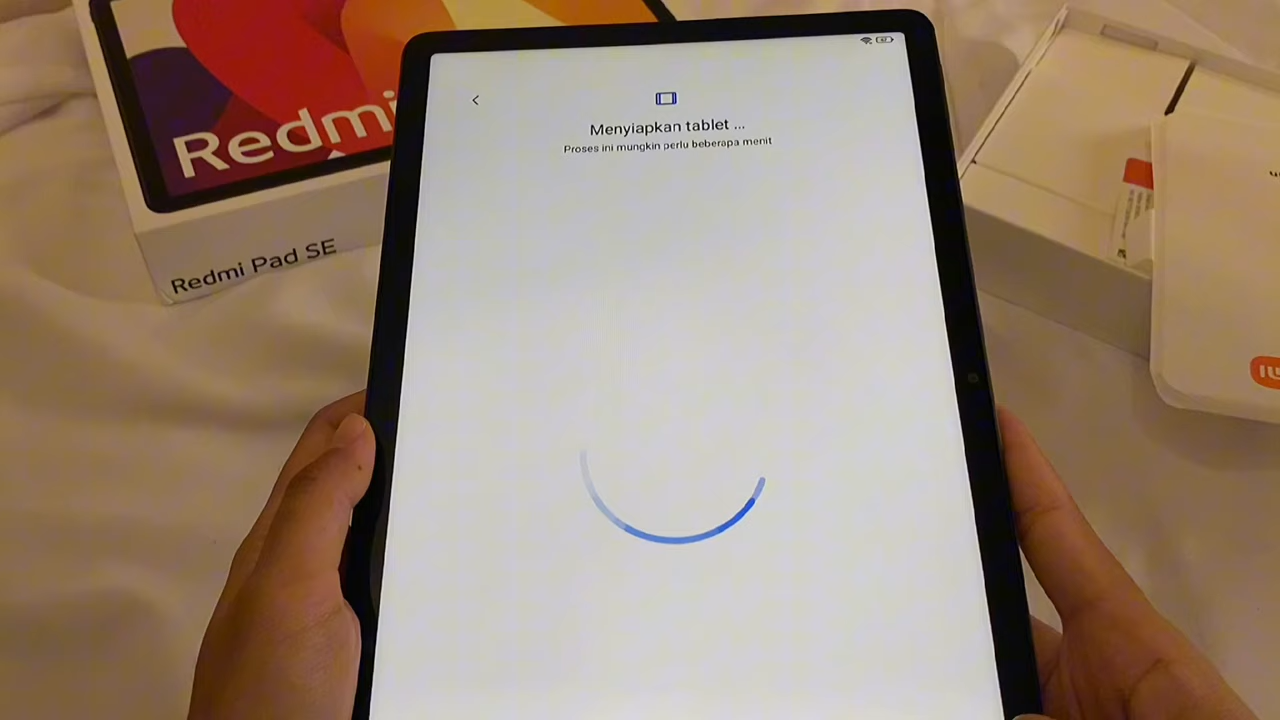 Redmi
Redmi Pad SE
Menyiapkan tablet ...
Proses ini mungkin perlu beberapa menit